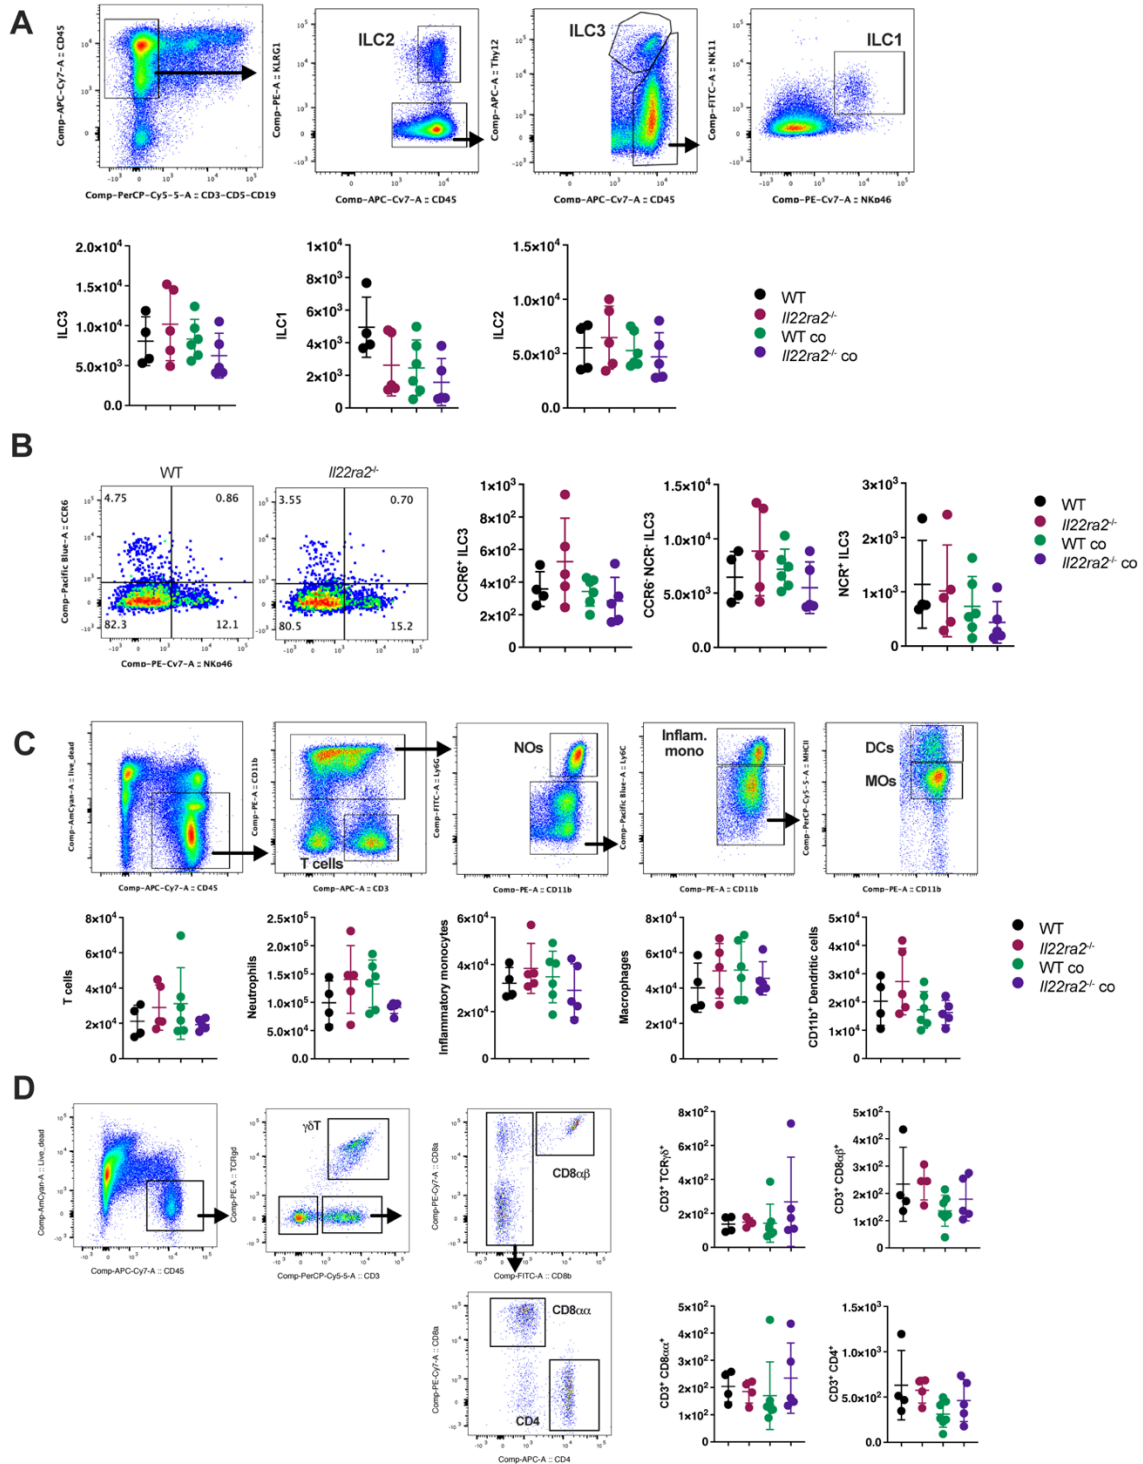 A
Comp-APC-Cy7-A :: CD45
Comp-PerCP-Cy5-5-A :: CD3-CD5-CD19
ILC2
Comp-PE-A :: KLRG1
Comp-APC-Cy7-A :: CD45
ILC3
Comp-APC-A :: Thy12
Comp-APC-Cy7-A :: CD45
ILC1
Comp-FITC-A :: NK11
Comp-PE-Cy7-A :: NKp46
ILC3
2.0×10⁴
1.5×10⁴
1.0×10⁴
5.0×10³
0.0
ILC1
1×10⁴
8×10³
6×10³
4×10³
2×10³
0
ILC2
1.5×10⁴
1.0×10⁴
5.0×10³
0.0
WT
Il22ra2⁻/⁻
WT co
Il22ra2⁻/⁻ co
B
WT
4.75 0.86
82.3 12.1
Il22ra2⁻/⁻
3.55 0.70
80.5 15.2
Comp-Pacific Blue-A :: CCR6
Comp-PE-Cy7-A :: NKp46
CCR6⁺ ILC3
1×10³
8×10²
6×10²
4×10²
2×10²
0
CCR6⁻NCR⁻ ILC3
1.5×10⁴
1.0×10⁴
5.0×10³
0.0
NCR⁺ ILC3
3×10³
2×10³
1×10³
0
WT
Il22ra2⁻/⁻
WT co
Il22ra2⁻/⁻ co
C
Comp-AmCyan-A :: live_dead
Comp-APC-Cy7-A :: CD45
Comp-PE-A :: CD11b
T cells
Comp-APC-A :: CD3
Comp-FITC-A :: Ly6G
NOs
Comp-PE-A :: CD11b
Comp-Pacific Blue-A :: Ly6C
Inflam.
mono
Comp-PE-A :: CD11b
Comp-PerCP-Cy5-5-A :: MHCII
DCs
MOs
Comp-PE-A :: CD11b
T cells
8×10⁴
6×10⁴
4×10⁴
2×10⁴
0
Neutrophils
2.5×10⁵
2.0×10⁵
1.5×10⁵
1.0×10⁵
5.0×10⁴
0.0
Inflammatory monocytes
6×10⁴
4×10⁴
2×10⁴
0
Macrophages
8×10⁴
6×10⁴
4×10⁴
2×10⁴
0
CD11b⁺ Dendritic cells
5×10⁴
4×10⁴
3×10⁴
2×10⁴
1×10⁴
0
WT
Il22ra2⁻/⁻
WT co
Il22ra2⁻/⁻ co
D
Comp-AmCyan-A :: Live_dead
Comp-APC-Cy7-A :: CD45
Comp-PE-A :: TCRgd
γδT
Comp-PerCP-Cy5-5-A :: CD3
Comp-PE-Cy7-A :: CD8a
CD8αβ
Comp-FITC-A :: CD8b
Comp-PE-Cy7-A :: CD8a
CD8αα
CD4
Comp-APC-A :: CD4
CD3⁺ TCRγδ⁺
8×10²
6×10²
4×10²
2×10²
0
CD3⁺ CD8αβ⁺
5×10²
4×10²
3×10²
2×10²
1×10²
0
CD3⁺ CD8αα⁺
5×10²
4×10²
3×10²
2×10²
1×10²
0
CD3⁺ CD4⁺
1.5×10³
1.0×10³
5.0×10²
0.0